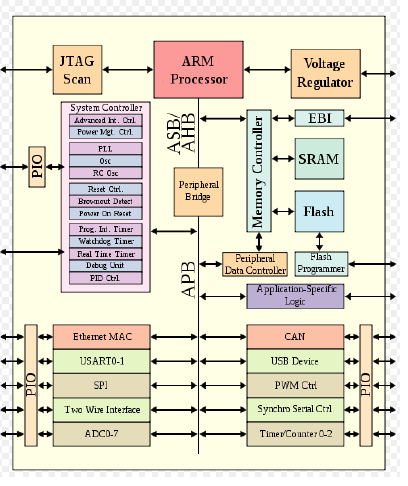 JTAG
Scan
ARM
Processor
Voltage
Regulator
System Controller
Advanced Int. Ctrl.
Power Mgt. Ctrl.
PLL
Osc
RC Osc
Reset Ctrl.
Brownout Detect
Power On Reset
Prog. Int. Timer
Watchdog Timer
Real Time Timer
Debug Unit
PID Ctrl.
PIO
ASB/
AHB
Peripheral
Bridge
APB
Memory Controller
EBI
SRAM
Flash
Peripheral
Data Controller
Flash
Programmer
Application-Specific
Logic
PIO
Ethernet MAC
USART0-1
SPI
Two Wire Interface
ADC0-7
CAN
USB Device
PWM Ctrl
Synchro Serial Ctrl
Timer/Counter 0-2
PIO